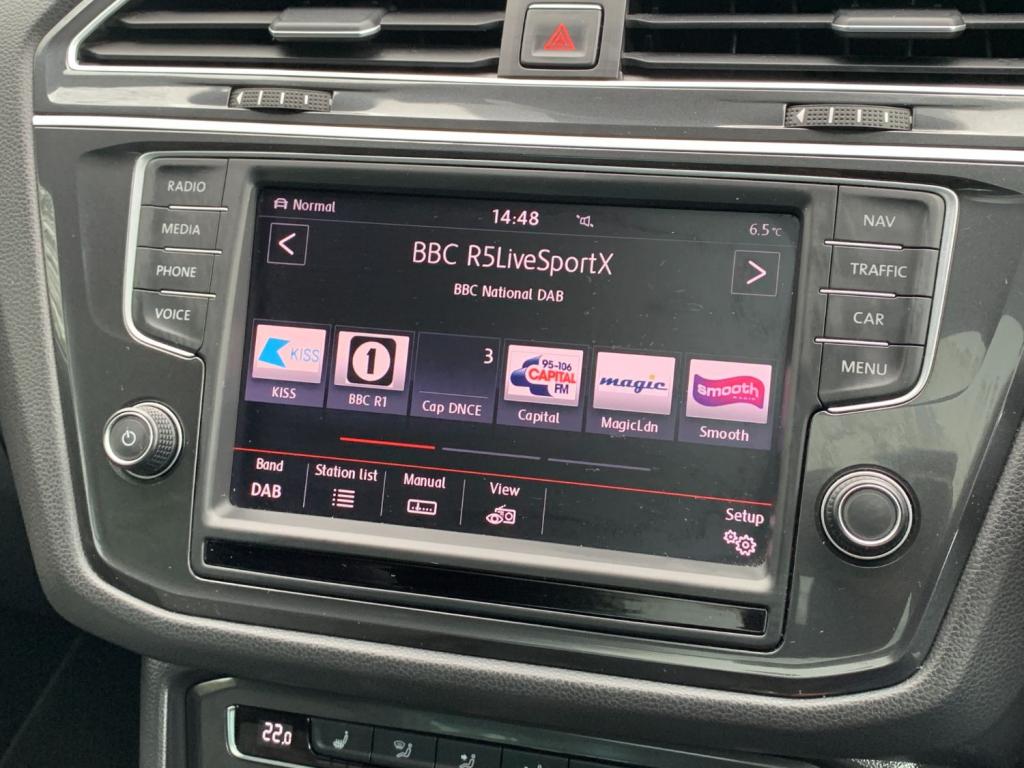 RADIO
MEDIA
PHONE
VOICE
Normal
14:48
6.5°C
<
BBC R5LiveSportX
>
BBC National DAB
KISS
KISS
1
BBC R1
3
Cap DNCE
95-106
CAPITAL
FM
Capital
magic
MagicLdn
smooth
RADIO
Smooth
Band
DAB
Station list
Manual
View
Setup
NAV
TRAFFIC
CAR
MENU
22.0